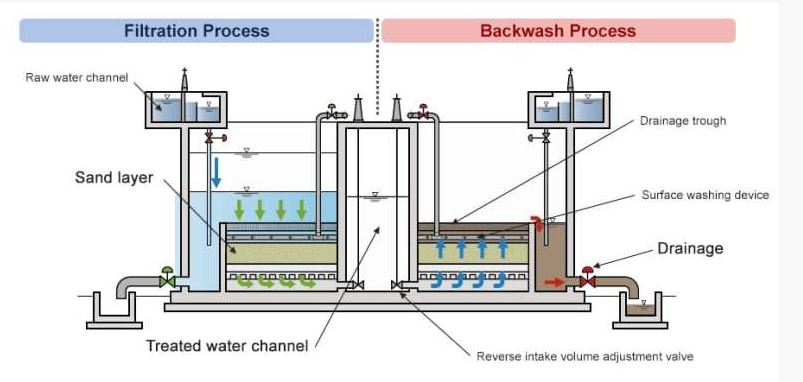 Filtration Process
Backwash Process
Raw water channel
Drainage trough
Sand layer
Surface washing device
Drainage
Treated water channel
Reverse intake volume adjustment valve